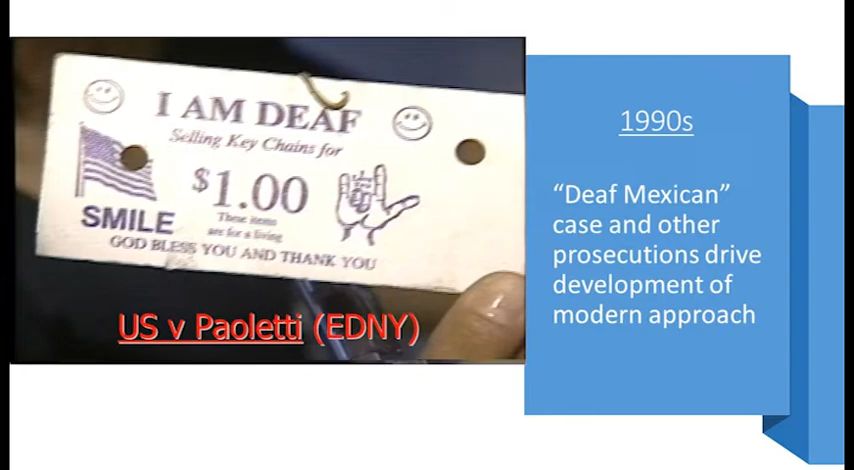 I AM DEAF
Selling Key Chains for
$1.00
These items
are for a living
SMILE
GOD BLESS YOU AND THANK YOU
US v Paoletti (EDNY)
1990s
“Deaf Mexican”
case and other
prosecutions drive
development of
modern approach